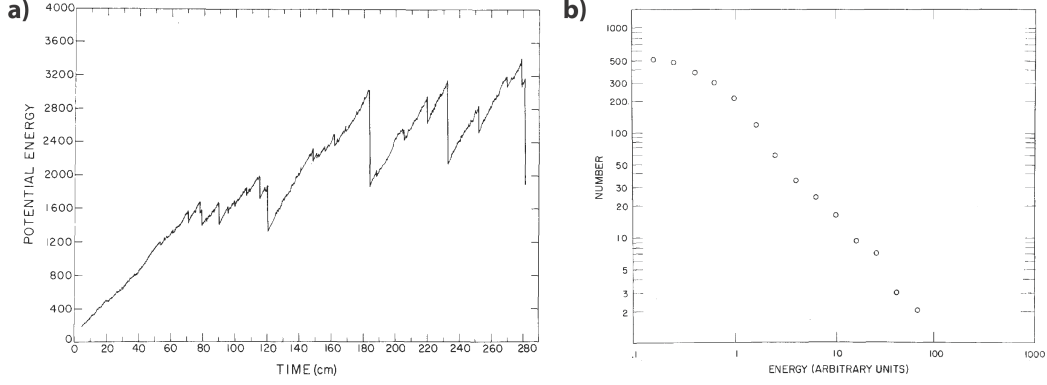 a)
4000
3600
3200
2800
2400
2000
1600
1200
800
400
0
POTENTIAL ENERGY
0 20 40 60 80 100 120 140 160 180 200 220 240 260 280
TIME (cm)
b)
1000
500
300
200
100
50
30
20
10
5
3
2
NUMBER
.1 1 10 100 1000
ENERGY (ARBITRARY UNITS)